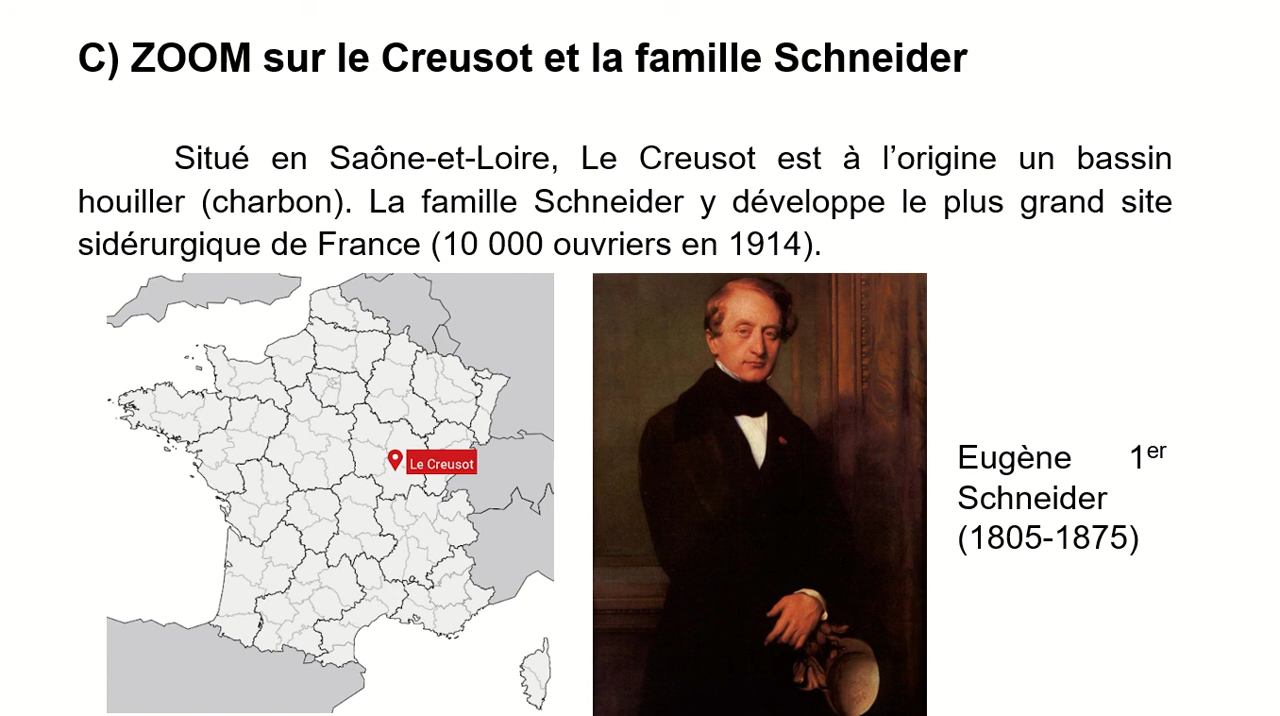 C) ZOOM sur le Creusot et la famille Schneider
Situé en Saône-et-Loire, Le Creusot est à l’origine un bassin
houiller (charbon). La famille Schneider y développe le plus grand site
sidérurgique de France (10 000 ouvriers en 1914).
Le Creusot
Eugène 1er
Schneider
(1805-1875)